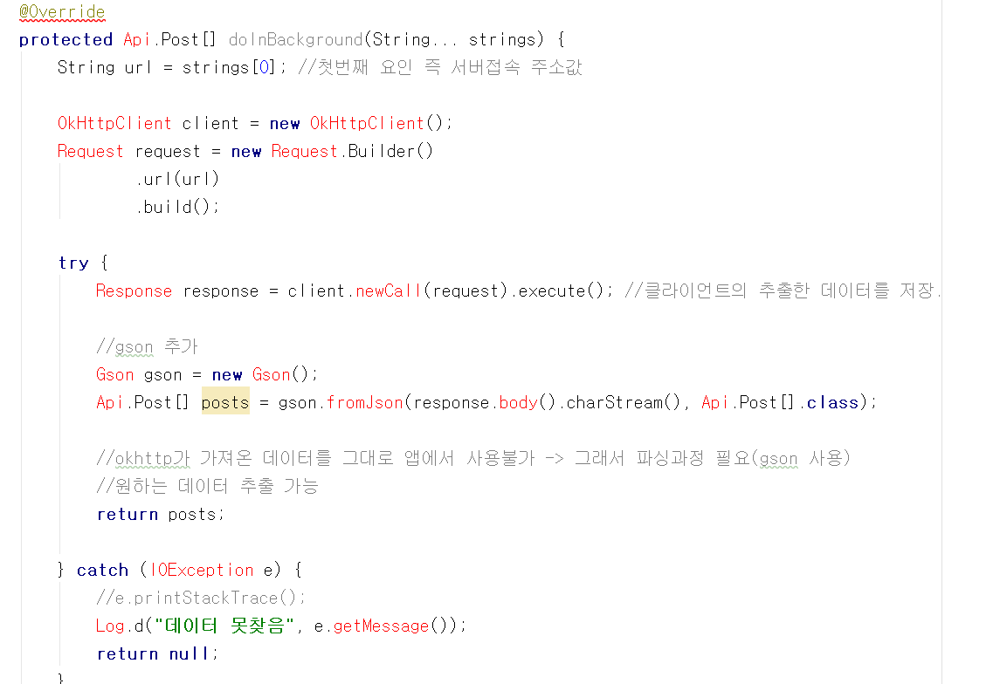 @Override
protected Api.Post[] doInBackground(String... strings) {
String url = strings[0]; //첫번째 요인 즉 서버접속 주소값
OkHttpClient client = new OkHttpClient();
Request request = new Request.Builder()
.url(url)
.build();
try {
Response response = client.newCall(request).execute(); //클라이언트의 추출한 데이터를 저장.
//gson 추가
Gson gson = new Gson();
Api.Post[] posts = gson.fromJson(response.body().charStream(), Api.Post[].class);
//okhttp가 가져온 데이터를 그대로 앱에서 사용불가 -> 그래서 파싱과정 필요(gson 사용)
//원하는 데이터 추출 가능
return posts;
} catch (IOException e) {
//e.printStackTrace();
Log.d("데이터 못찾음", e.getMessage());
return null;
}